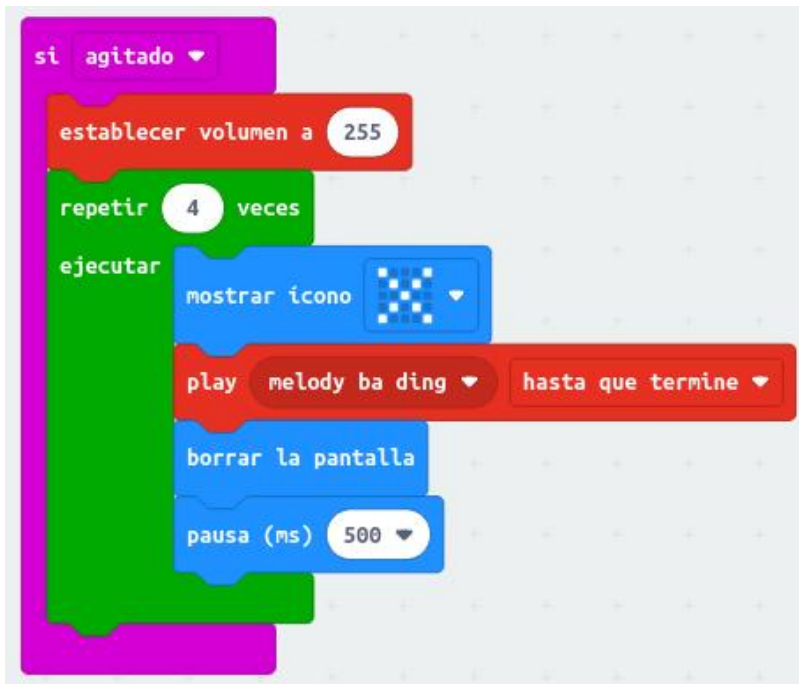 si agitado
establecer volumen a 255
repetir 4 veces
ejecutar
mostrar ícono
play melody ba ding hasta que termine
borrar la pantalla
pausa (ms) 500